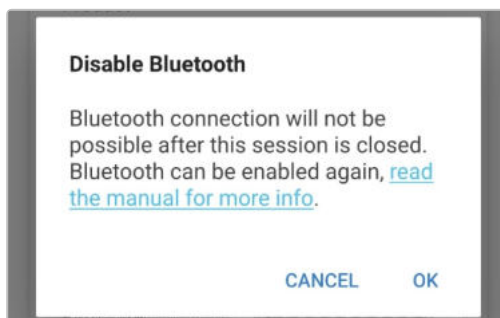 Disable Bluetooth
Bluetooth connection will not be
possible after this session is closed.
Bluetooth can be enabled again, read
the manual for more info.
CANCEL OK